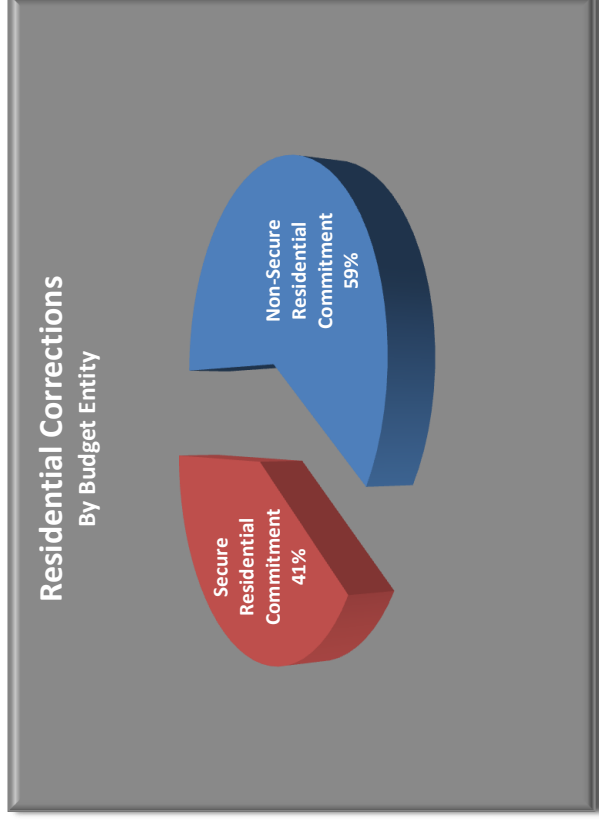 Residential Corrections
By Budget Entity
Secure
Residential
Commitment
41%
Non-Secure
Residential
Commitment
59%